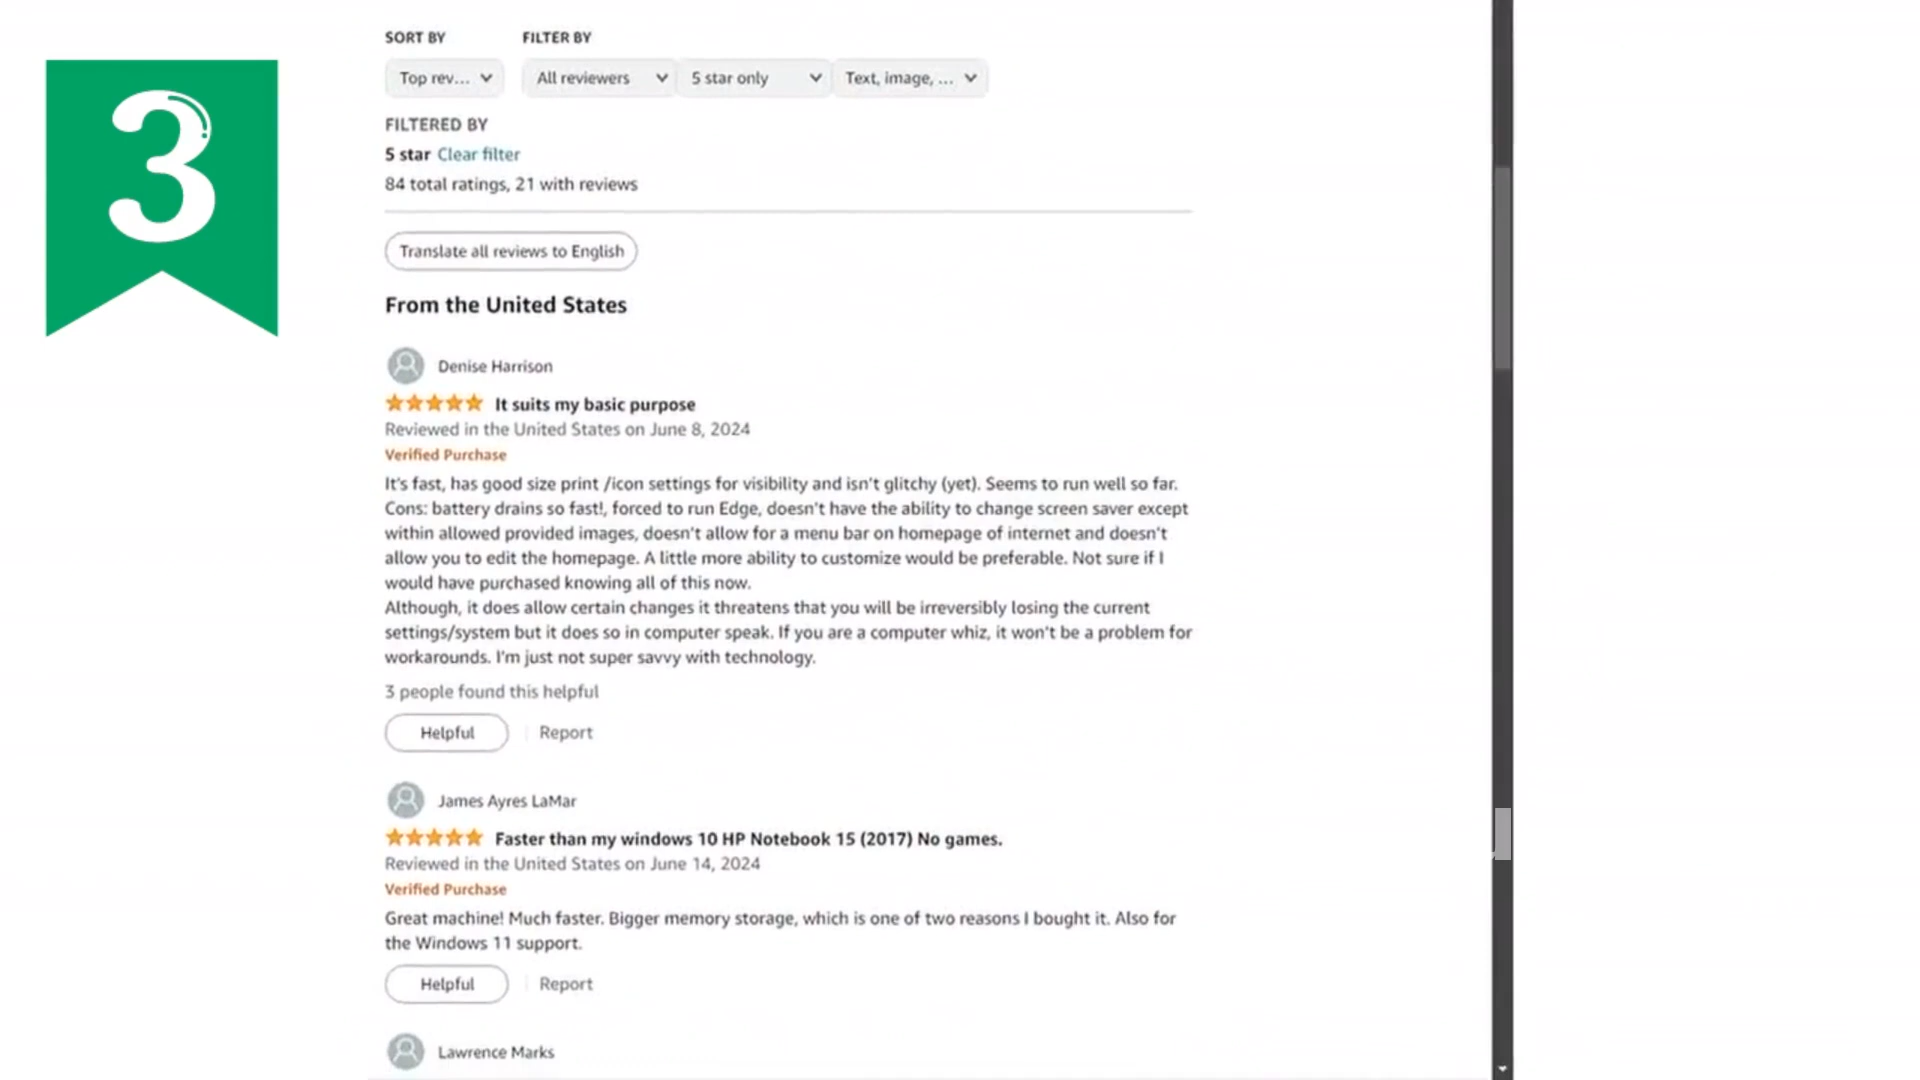 3
SORT BY
FILTER BY
Top rev...
All reviewers
5 star only
Text, image, ...
FILTERED BY
5 star Clear filter
84 total ratings, 21 with reviews
Translate all reviews to English
From the United States
Denise Harrison
It suits my basic purpose
Reviewed in the United States on June 8, 2024
Verified Purchase
It's fast, has good size print /icon settings for visibility and isn't glitchy (yet). Seems to run well so far.
Cons: battery drains so fast!, forced to run Edge, doesn't have the ability to change screen saver except
within allowed provided images, doesn't allow for a menu bar on homepage of internet and doesn't
allow you to edit the homepage. A little more ability to customize would be preferable. Not sure if I
would have purchased knowing all of this now.
Although, it does allow certain changes it threatens that you will be irreversibly losing the current
settings/system but it does so in computer speak. If you are a computer whiz, it won't be a problem for
workarounds. I'm just not super savvy with technology.
3 people found this helpful
Helpful
Report
James Ayres LaMar
Faster than my windows 10 HP Notebook 15 (2017) No games.
Reviewed in the United States on June 14, 2024
Verified Purchase
Great machine! Much faster. Bigger memory storage, which is one of two reasons I bought it. Also for
the Windows 11 support.
Helpful
Report
Lawrence Marks